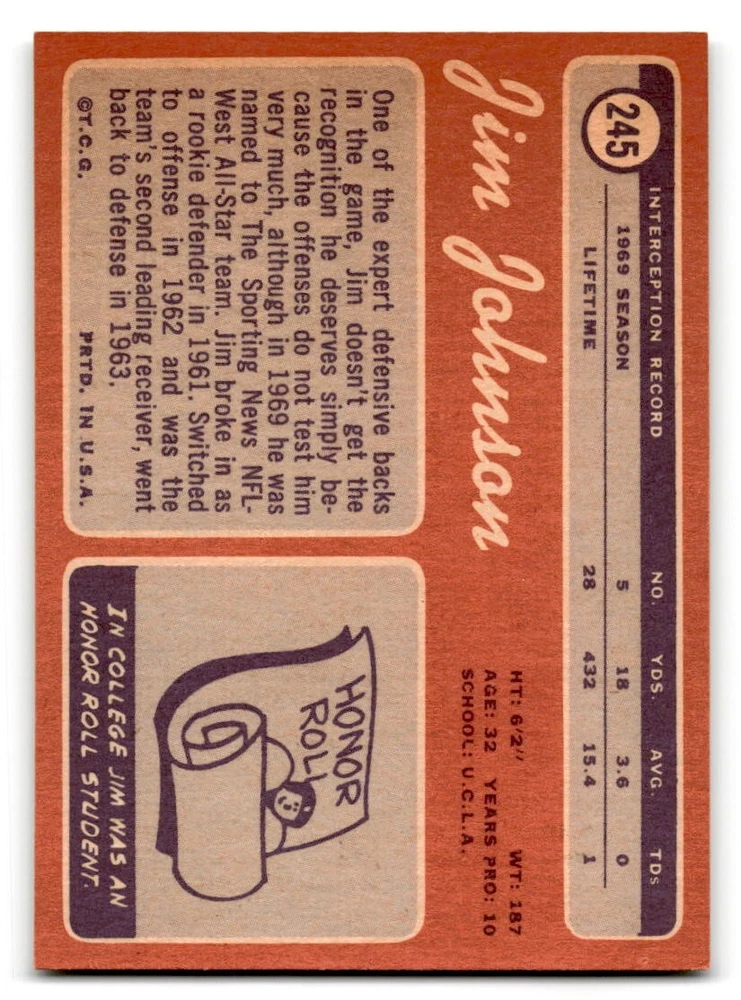 245
INTERCEPTION RECORD NO. YDS. AVG. TDs
1969 SEASON 5 18 3.6 0
LIFETIME 28 432 15.4 1
Jim Johnson
HT: 6'2" WT: 187
AGE: 32 YEARS PRO: 10
SCHOOL: U.C.L.A.
One of the expert defensive backs
in the game, Jim doesn't get the
recognition he deserves simply be-
cause the offenses do not test him
very much, although in 1969 he was
named to The Sporting News NFL-
West All-Star team. Jim broke in as
a rookie defender in 1961. Switched
to offense in 1962 and was the
team's second leading receiver, went
back to defense in 1963.
©T.C.G. PRTD. IN U.S.A.
HONOR
ROLL
IN COLLEGE JIM WAS AN
HONOR ROLL STUDENT.